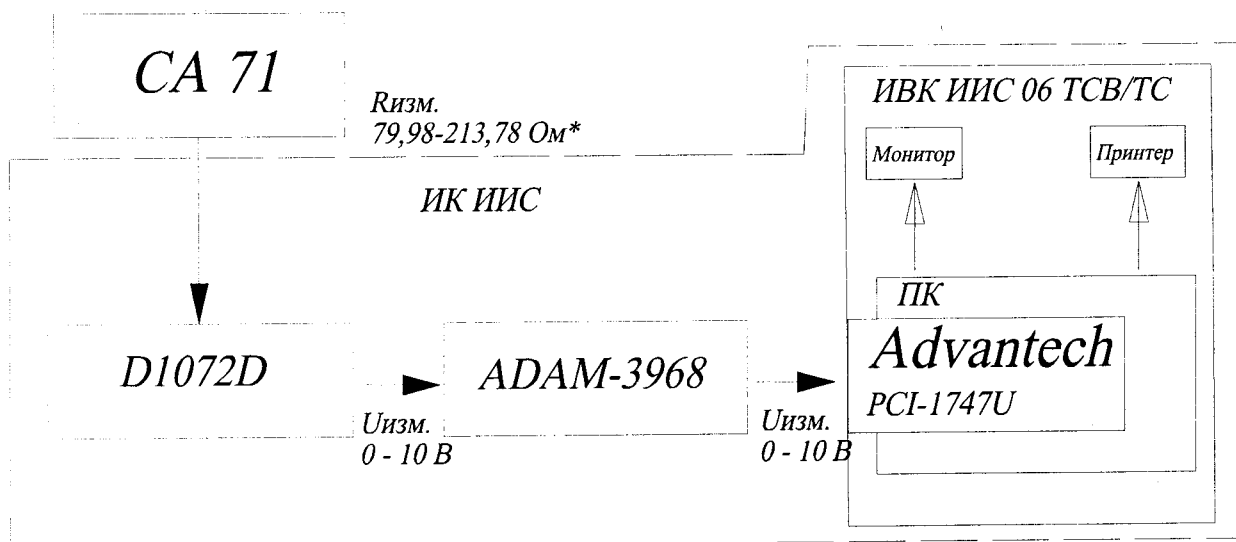 CA 71
Rизм.
79,98-213,78 Ом*
ИВК ИИС 06 ТСВ/ТС
Монитор
Принтер
ИК ИИС
ПК
D1072D
ADAM-3968
Advantech
PCI-1747U
Uизм.
0 - 10 В
Uизм.
0 - 10 В